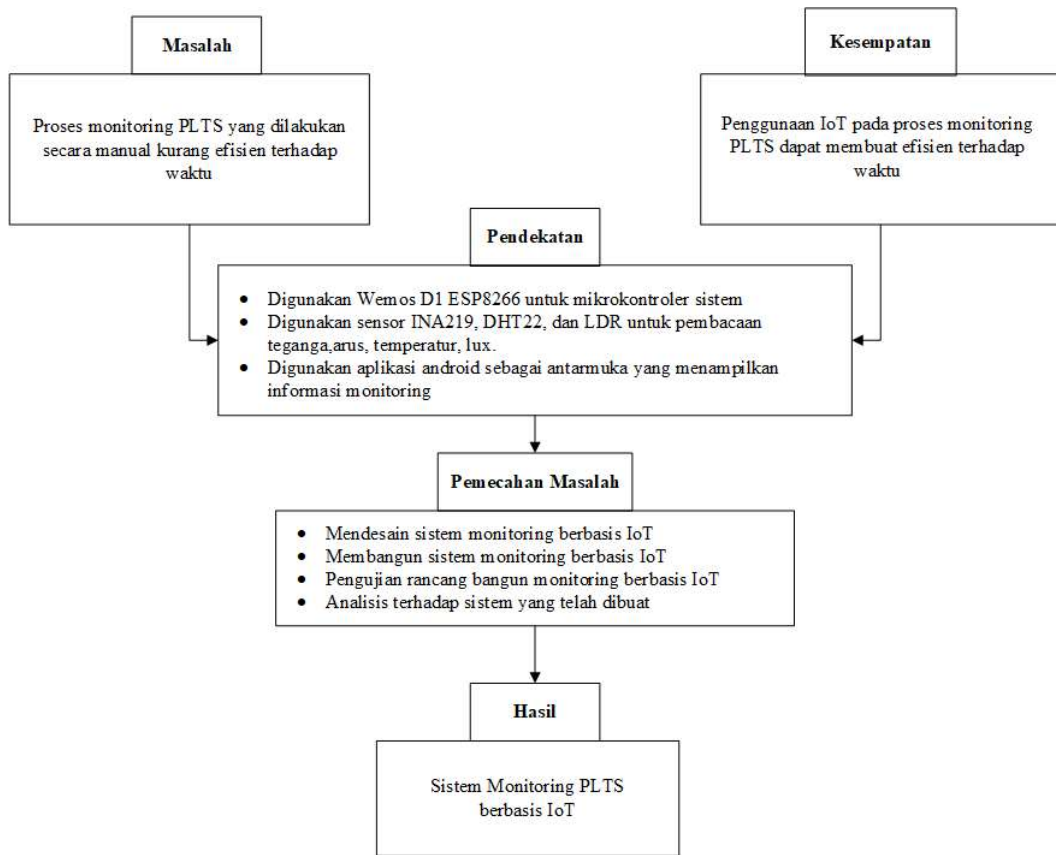 Masalah
Proses monitoring PLTS yang dilakukan
secara manual kurang efisien terhadap
waktu
Kesempatan
Penggunaan IoT pada proses monitoring
PLTS dapat membuat efisien terhadap
waktu
Pendekatan
• Digunakan Wemos D1 ESP8266 untuk mikrokontroler sistem
• Digunakan sensor INA219, DHT22, dan LDR untuk pembacaan
teganga,arus, temperatur, lux.
• Digunakan aplikasi android sebagai antarmuka yang menampilkan
informasi monitoring
Pemecahan Masalah
• Mendesain sistem monitoring berbasis IoT
• Membangun sistem monitoring berbasis IoT
• Pengujian rancang bangun monitoring berbasis IoT
• Analisis terhadap sistem yang telah dibuat
Hasil
Sistem Monitoring PLTS
berbasis IoT